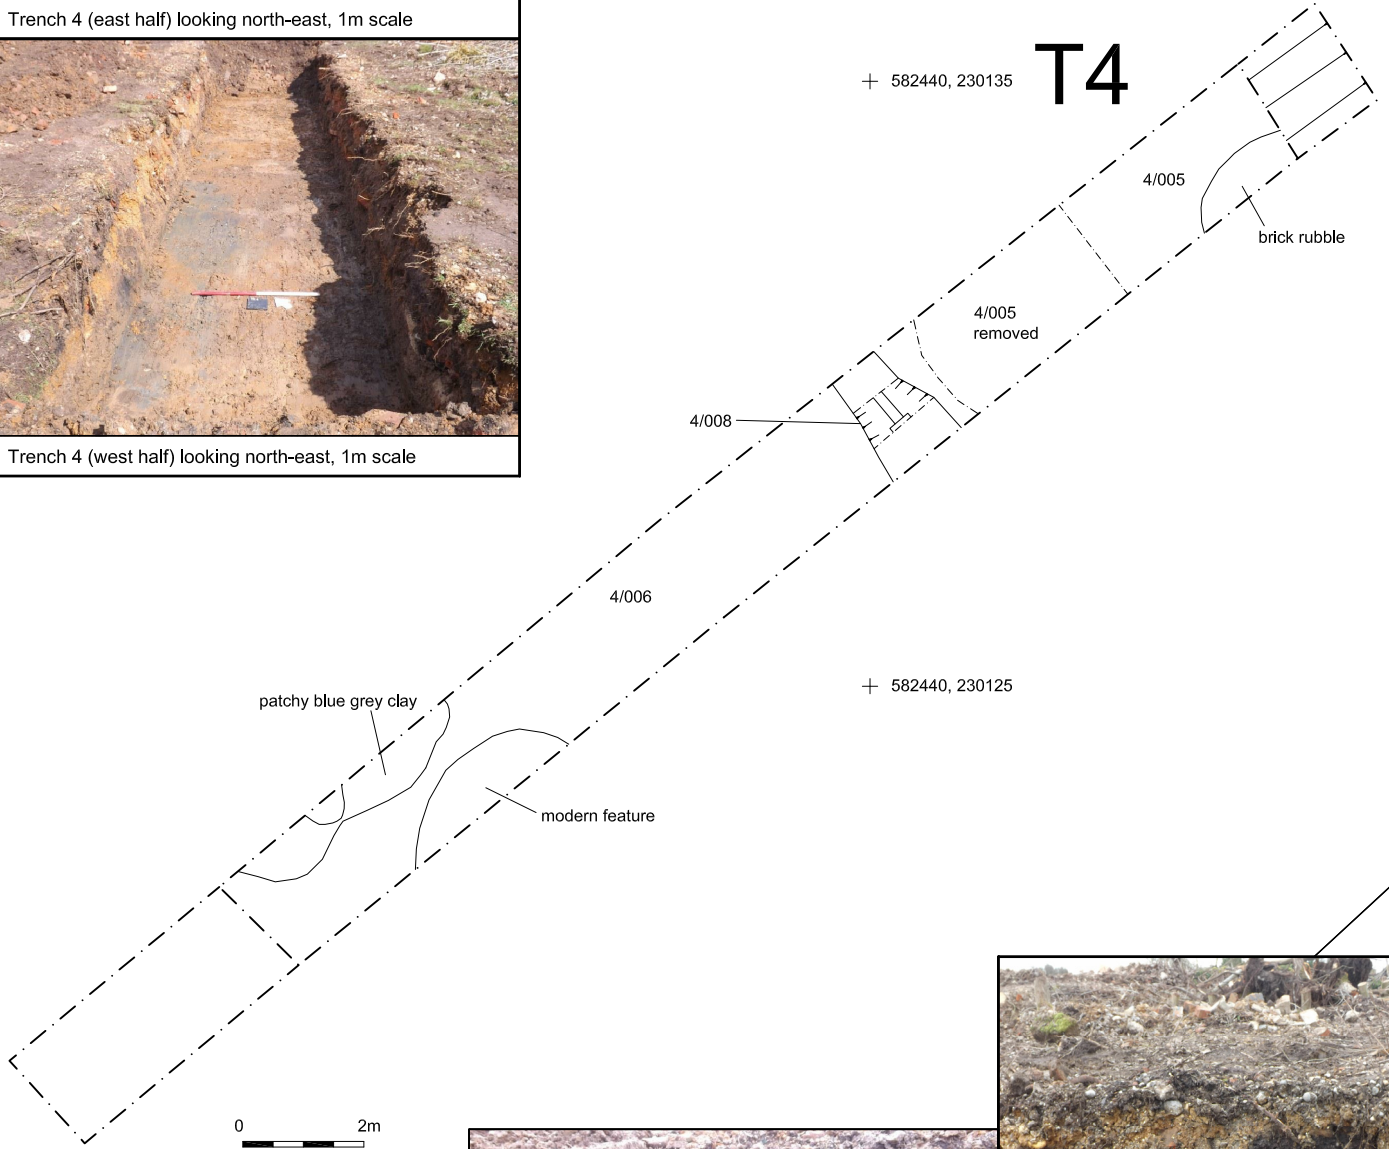 Trench 4 (east half) looking north-east, 1m scale
582440, 230135
T4
4/005
brick rubble
4/005
removed
4/008
Trench 4 (west half) looking north-east, 1m scale
4/006
582440, 230125
patchy blue grey clay
modern feature
0 2m